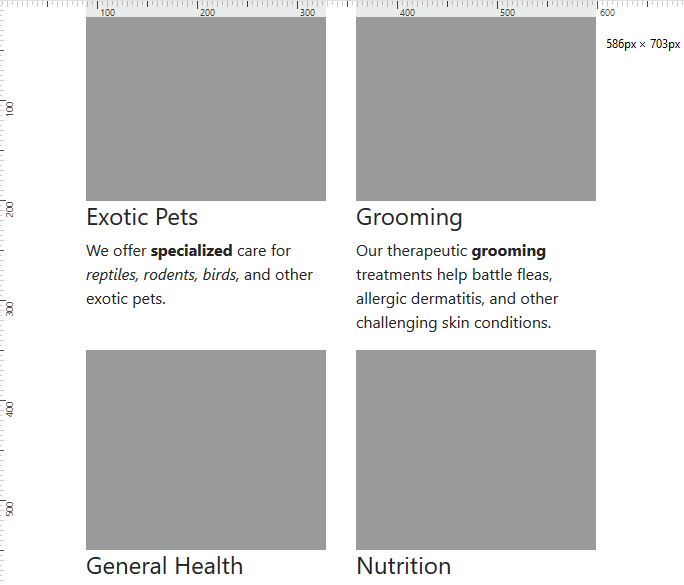 100 200 300 400 500 600
586px × 703px
100
200
Exotic Pets
We offer specialized care for
reptiles, rodents, birds, and other
exotic pets.
Grooming
Our therapeutic grooming
treatments help battle fleas,
allergic dermatitis, and other
challenging skin conditions.
300
400
500
General Health
Nutrition